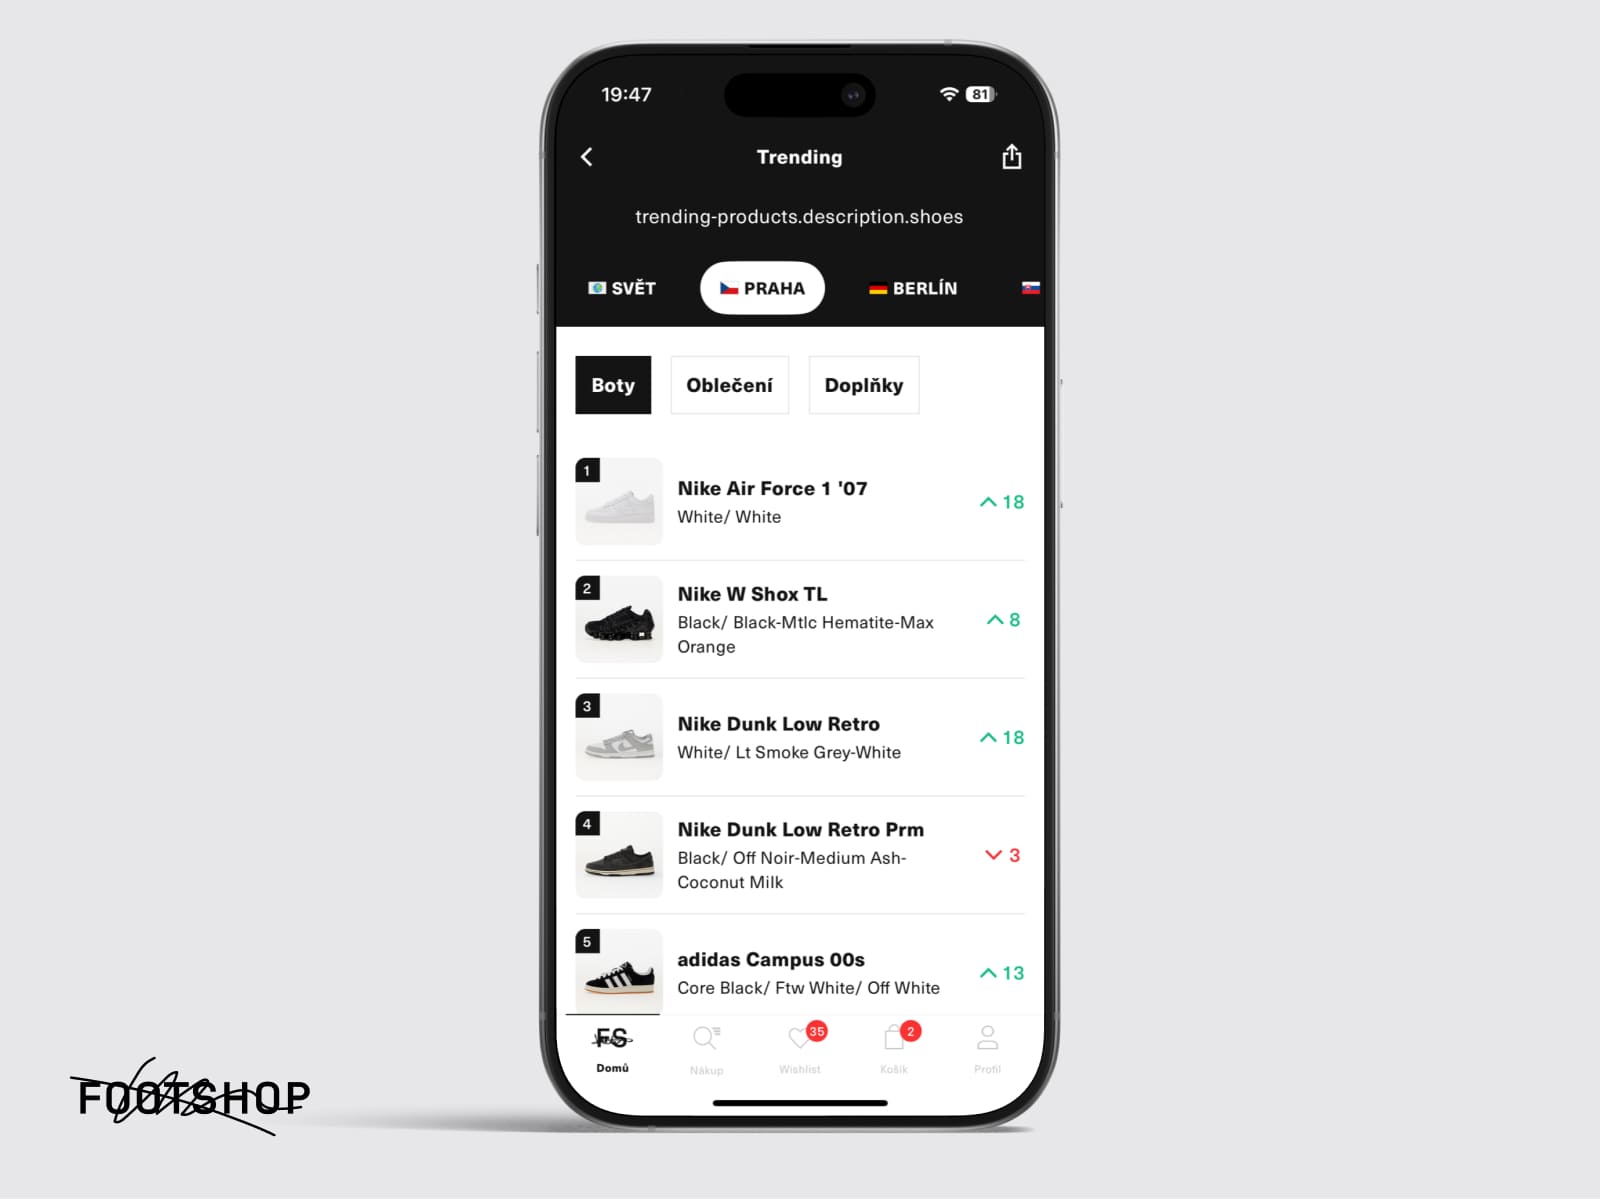 19:47
81
Trending
trending-products.description.shoes
SVĚT
PRAHA
BERLÍN
Boty
Oblečení
Doplňky
1
Nike Air Force 1 '07
White/ White
18
2
Nike W Shox TL
Black/ Black-Mtlc Hematite-Max
Orange
8
3
Nike Dunk Low Retro
White/ Lt Smoke Grey-White
18
4
Nike Dunk Low Retro Prm
Black/ Off Noir-Medium Ash-
Coconut Milk
3
5
adidas Campus 00s
Core Black/ Ftw White/ Off White
13
FS
35
2
Domů
Nákup
Wishlist
Košík
Profil
FOOTSHOP